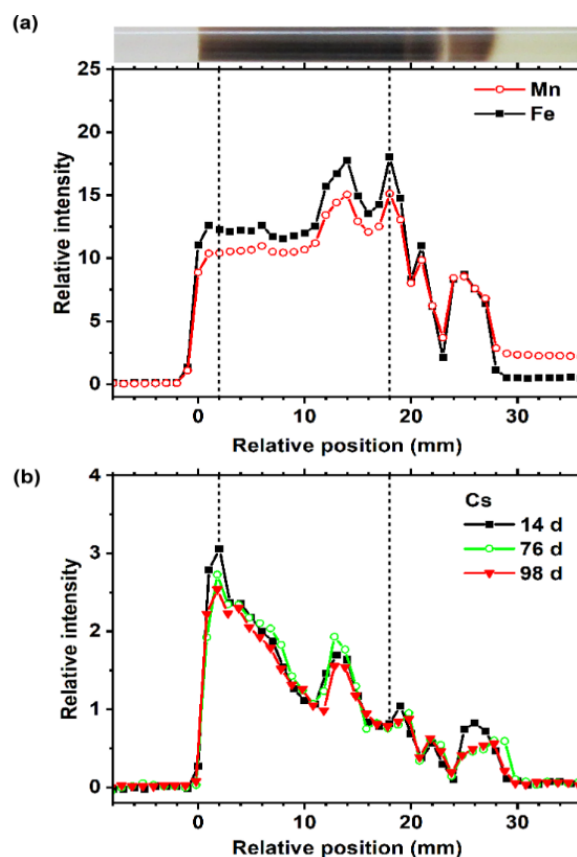 (a)
25
20
15
10
5
0
Relative intensity
Mn
Fe
0 10 20 30
Relative position (mm)
(b)
4
3
2
1
0
Relative intensity
Cs
14 d
76 d
98 d
0 10 20 30
Relative position (mm)